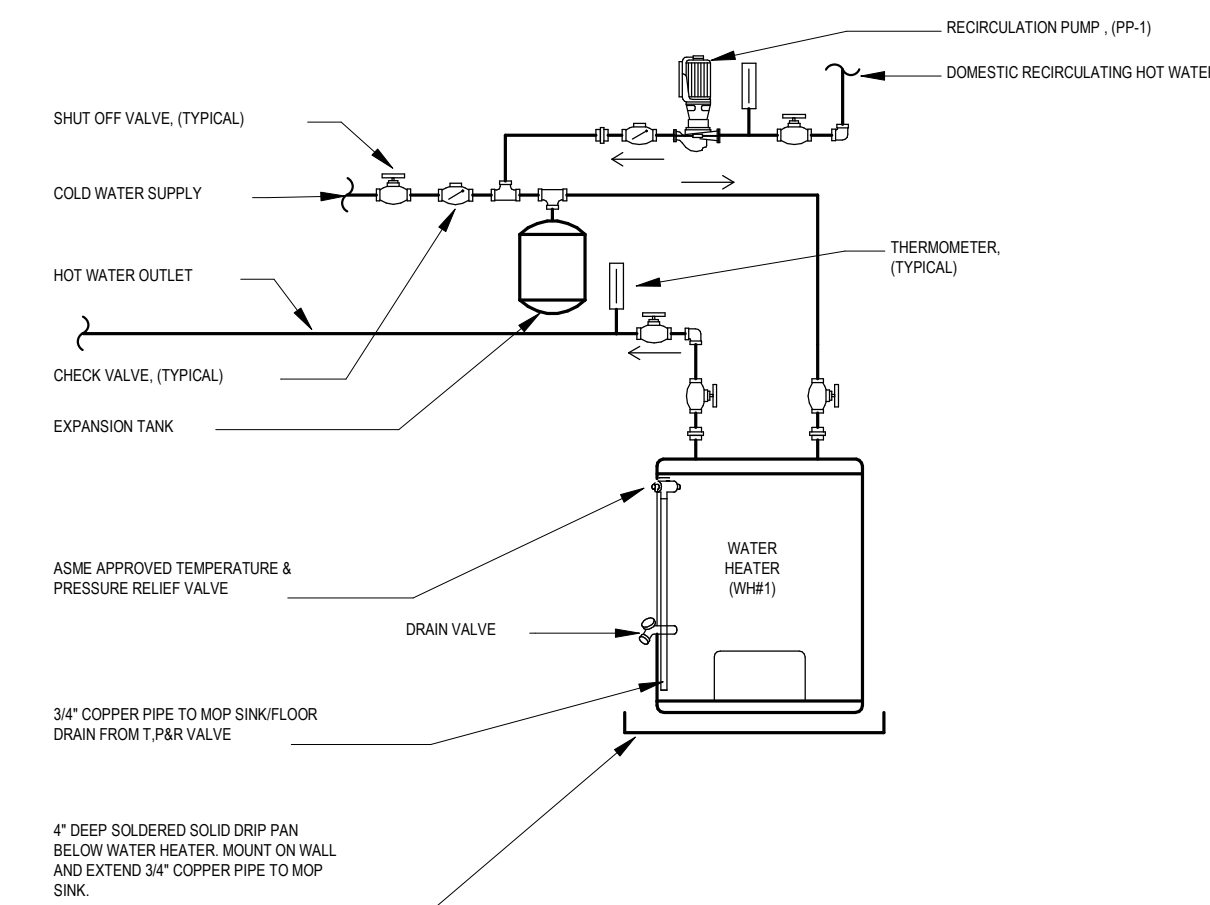 RECIRCULATION PUMP , (PP-1)
DOMESTIC RECIRCULATING HOT WATER
SHUT OFF VALVE, (TYPICAL)
COLD WATER SUPPLY
THERMOMETER,
(TYPICAL)
HOT WATER OUTLET
CHECK VALVE, (TYPICAL)
EXPANSION TANK
WATER
HEATER
(WH#1)
ASME APPROVED TEMPERATURE &
PRESSURE RELIEF VALVE
DRAIN VALVE
3/4" COPPER PIPE TO MOP SINK/FLOOR
DRAIN FROM T,P&R VALVE
4" DEEP SOLDERED SOLID DRIP PAN
BELOW WATER HEATER. MOUNT ON WALL
AND EXTEND 3/4" COPPER PIPE TO MOP
SINK.